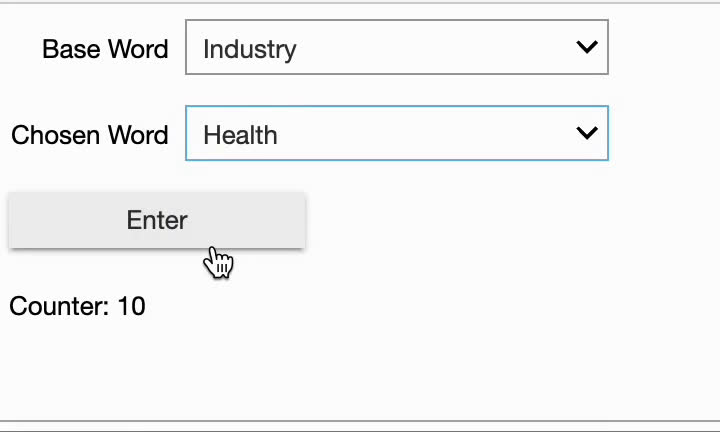 Base Word Industry
Chosen Word Health
Enter
Counter: 10